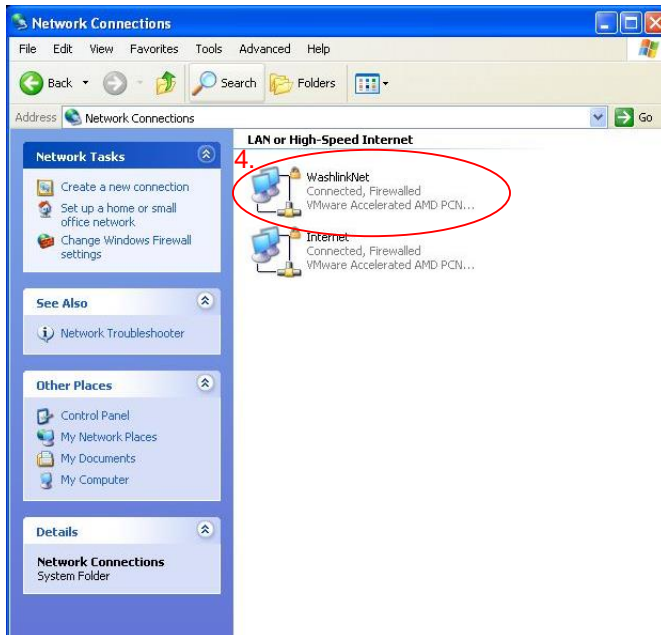 Network Connections
File Edit View Favorites Tools Advanced Help
Back Search Folders
Address Network Connections Go
LAN or High-Speed Internet
Network Tasks
Create a new connection
Set up a home or small
office network
Change Windows Firewall
settings
See Also
Network Troubleshooter
Other Places
Control Panel
My Network Places
My Documents
My Computer
Details
Network Connections
System Folder
4.
WashlinkNet
Connected, Firewalled
VMware Accelerated AMD PCN...
Internet
Connected, Firewalled
VMware Accelerated AMD PCN...